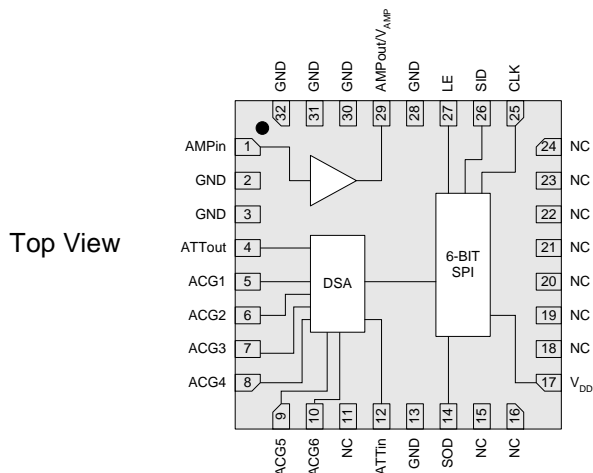 GND
GND
GND
AMPout/VAMP
GND
LE
SID
CLK
32
31
30
29
28
27
26
25
AMPin 1
24 NC
GND 2
23 NC
GND 3
22 NC
Top View
ATTout 4
21 NC
6-BIT
SPI
DSA
ACG1 5
20 NC
ACG2 6
19 NC
ACG3 7
18 NC
ACG4 8
17 VDD
9
10
11
12
13
14
15
16
ACG5
ACG6
NC
ATTin
GND
SOD
NC
NC